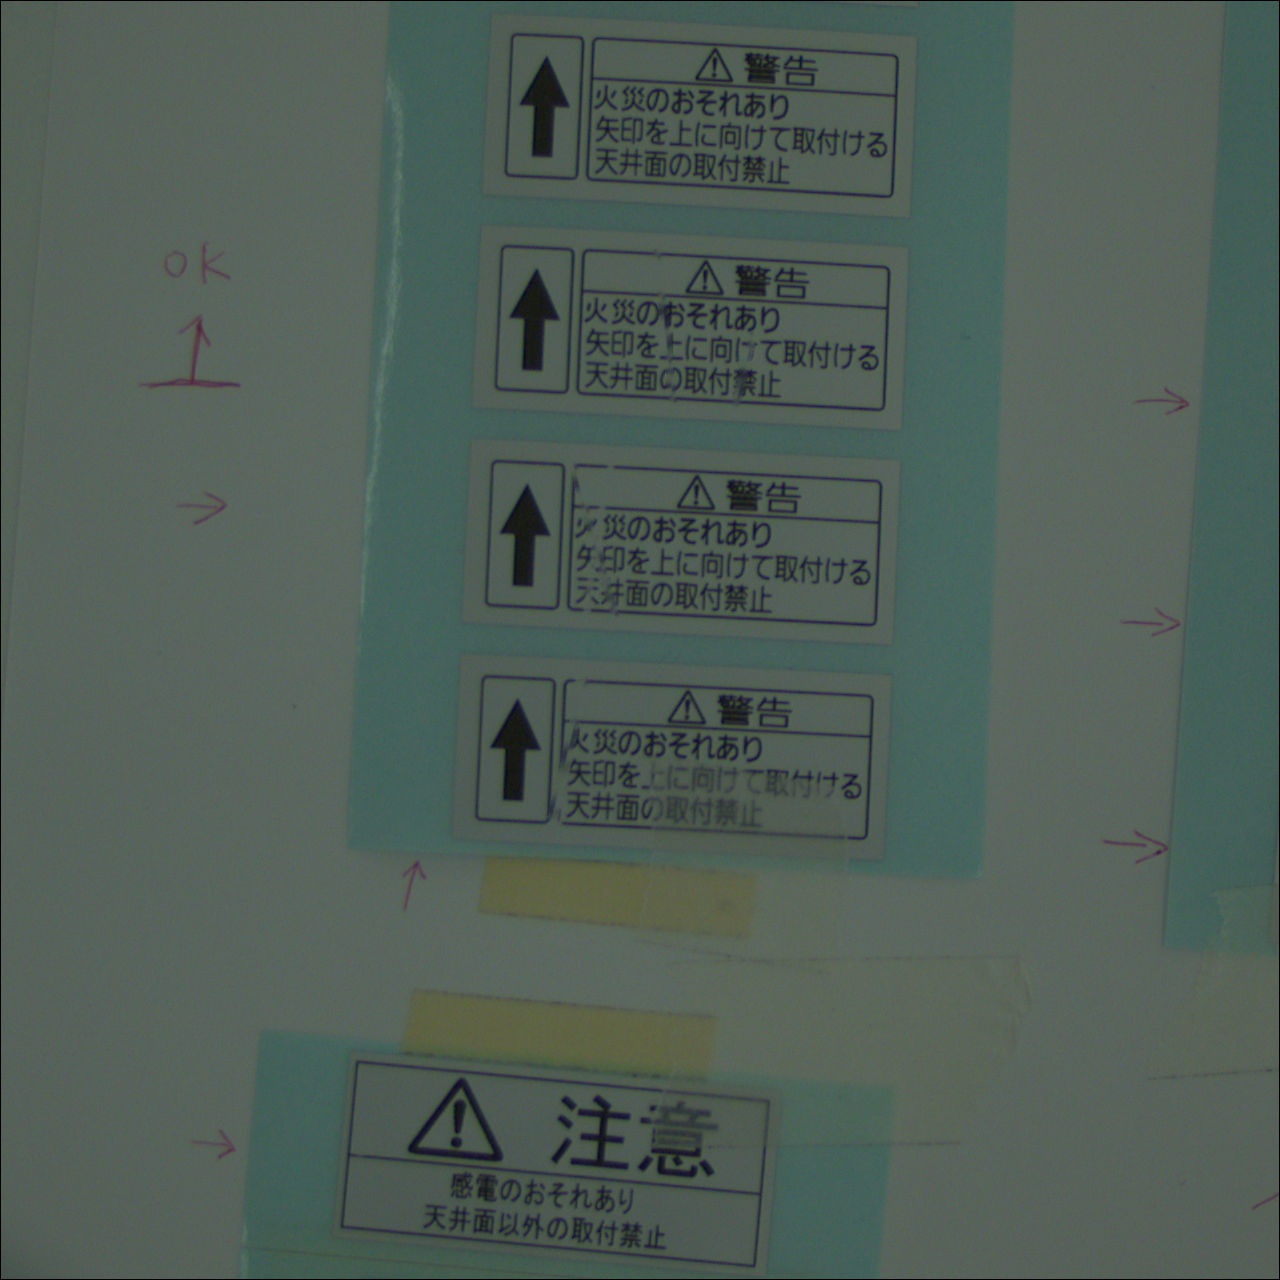 ⚠警告
火災のおそれあり
矢印を上に向けて取付ける
天井面の取付禁止
OK
⚠警告
火災のおそれあり
矢印を上に向けて取付ける
天井面の取付禁止
⚠警告
火災のおそれあり
矢印を上に向けて取付ける
天井面の取付禁止
⚠警告
火災のおそれあり
矢印を上に向けて取付ける
天井面の取付禁止
⚠注意
感電のおそれあり
天井面以外の取付禁止